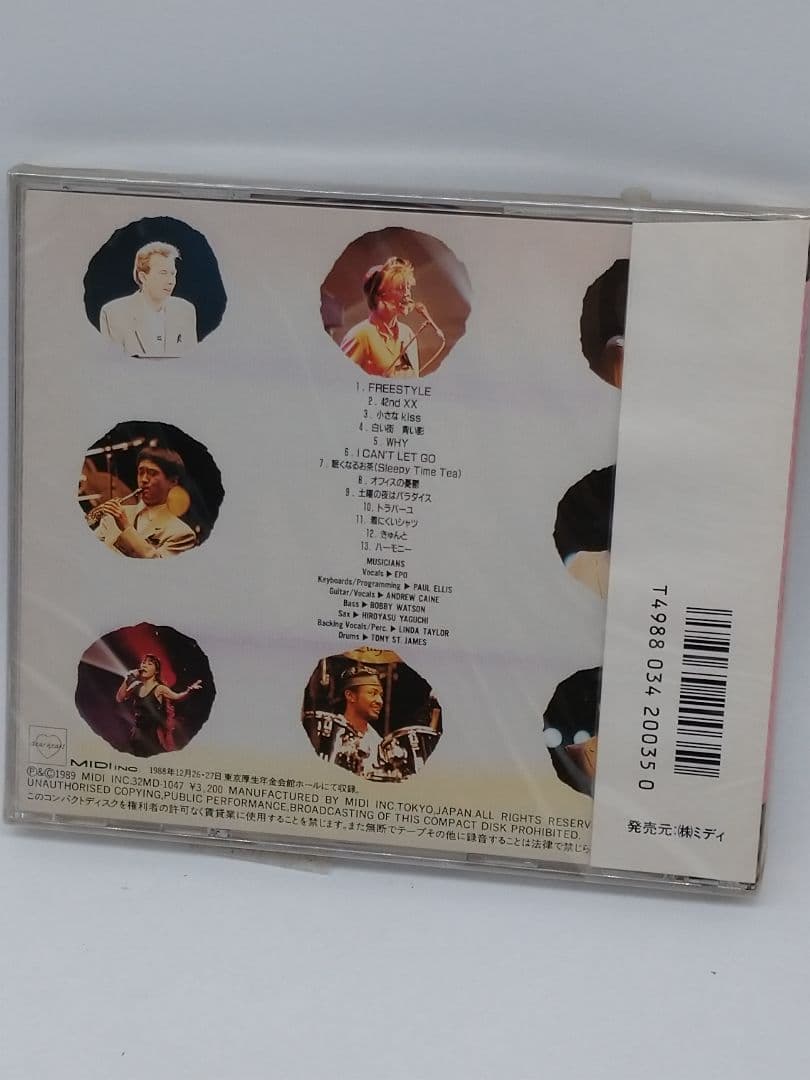 1. FREESTYLE
2. 42nd XX
3. 小さな kiss
4. 白い街 青い影
5. WHY
6. I CAN'T LET GO
7. 眠くなるお茶(Sleepy Time Tea)
8. オフィスの憂鬱
9. 土曜の夜はパラダイス
10. トラバーユ
11. 着にくいシャツ
12. きゅんと
13. ハーモニー
MUSICIANS
Vocals▶EPO
Keyboards/Programming▶PAUL ELLIS
Guitar/Vocals▶ANDREW CAINE
Bass▶BOBBY WATSON
Sax▶HIROYASU YAGUCHI
Backing Vocals/Perc.▶LINDA TAYLOR
Drums▶TONY ST. JAMES
dear heart
MIDI INC. 1988年12月26・27日 東京厚生年金会館ホールにて収録。
Ⓟ&Ⓒ1989 MIDI INC.32MD-1047 ¥3,200 MANUFACTURED BY MIDI INC.TOKYO,JAPAN.ALL RIGHTS RESERV
UNAUTHORISED COPYING,PUBLIC PERFORMANCE,BROADCASTING OF THIS COMPACT DISK PROHIBITED.
このコンパクトディスクを権利者の許可なく賃貸業に使用することを禁じます。また無断でテープその他に録音することは法律で禁じら
T4988 034 20035 0
発売元:㈱ミディ